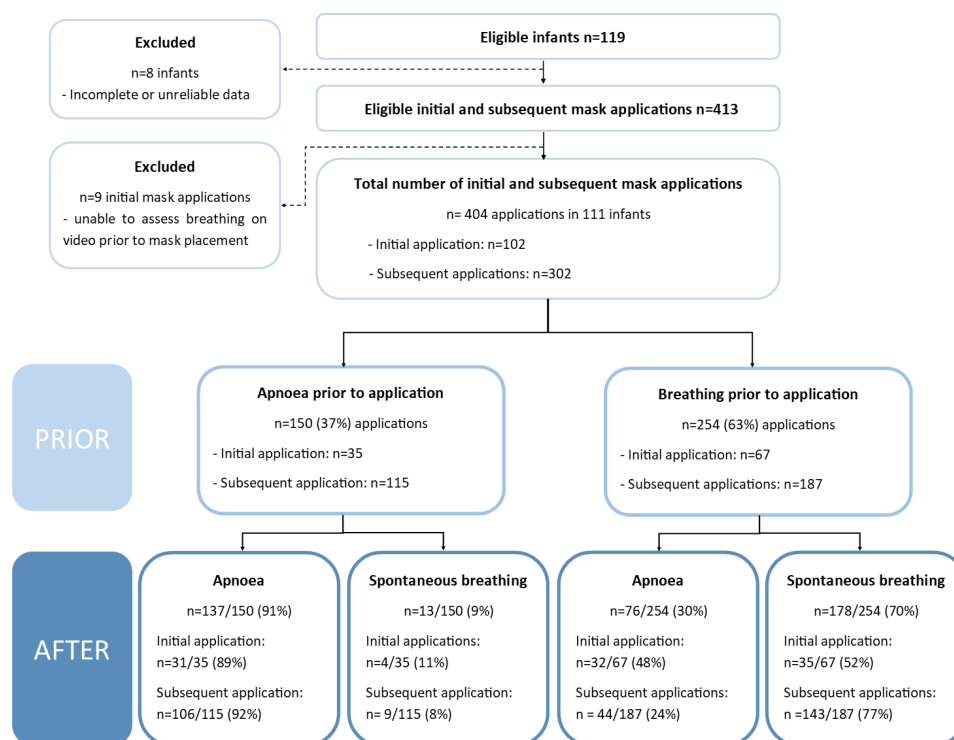 Eligible infants n=119
Excluded
n=8 infants
- Incomplete or unreliable data
Eligible initial and subsequent mask applications n=413
Excluded
n=9 initial mask applications
- unable to assess breathing on
video prior to mask placement
Total number of initial and subsequent mask applications
n= 404 applications in 111 infants
- Initial application: n=102
- Subsequent applications: n=302
PRIOR
Apnoea prior to application
n=150 (37%) applications
- Initial application: n=35
- Subsequent application: n=115
Breathing prior to application
n=254 (63%) applications
- Initial application: n=67
- Subsequent applications: n=187
AFTER
Apnoea
n=137/150 (91%)
Initial application:
n=31/35 (89%)
Subsequent application:
n=106/115 (92%)
Spontaneous breathing
n=13/150 (9%)
Initial application:
n=4/35 (11%)
Subsequent application:
n= 9/115 (8%)
Apnoea
n=76/254 (30%)
Initial application:
n=32/67 (48%)
Subsequent applications:
n = 44/187 (24%)
Spontaneous breathing
n=178/254 (70%)
Initial application:
n=35/67 (52%)
Subsequent applications:
n =143/187 (77%)